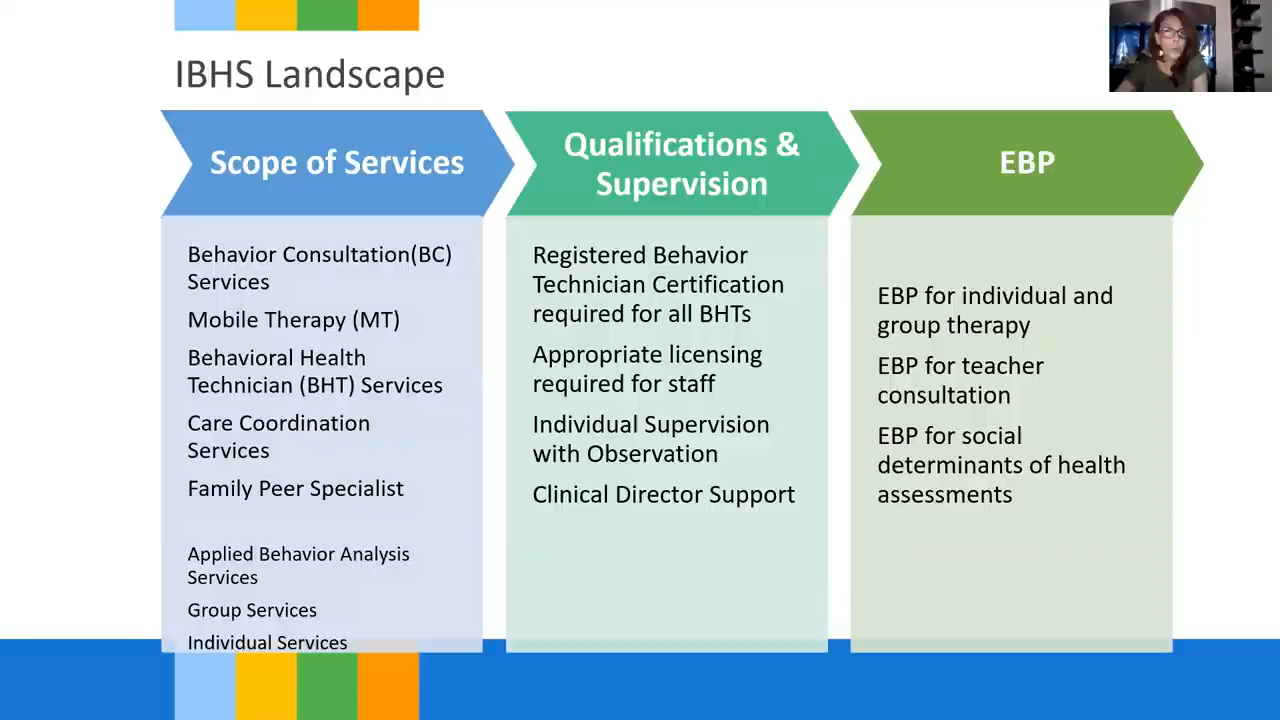 IBHS Landscape
Scope of Services
Behavior Consultation(BC)
Services
Mobile Therapy (MT)
Behavioral Health
Technician (BHT) Services
Care Coordination
Services
Family Peer Specialist
Applied Behavior Analysis
Services
Group Services
Individual Services
Qualifications &
Supervision
Registered Behavior
Technician Certification
required for all BHTs
Appropriate licensing
required for staff
Individual Supervision
with Observation
Clinical Director Support
EBP
EBP for individual and
group therapy
EBP for teacher
consultation
EBP for social
determinants of health
assessments